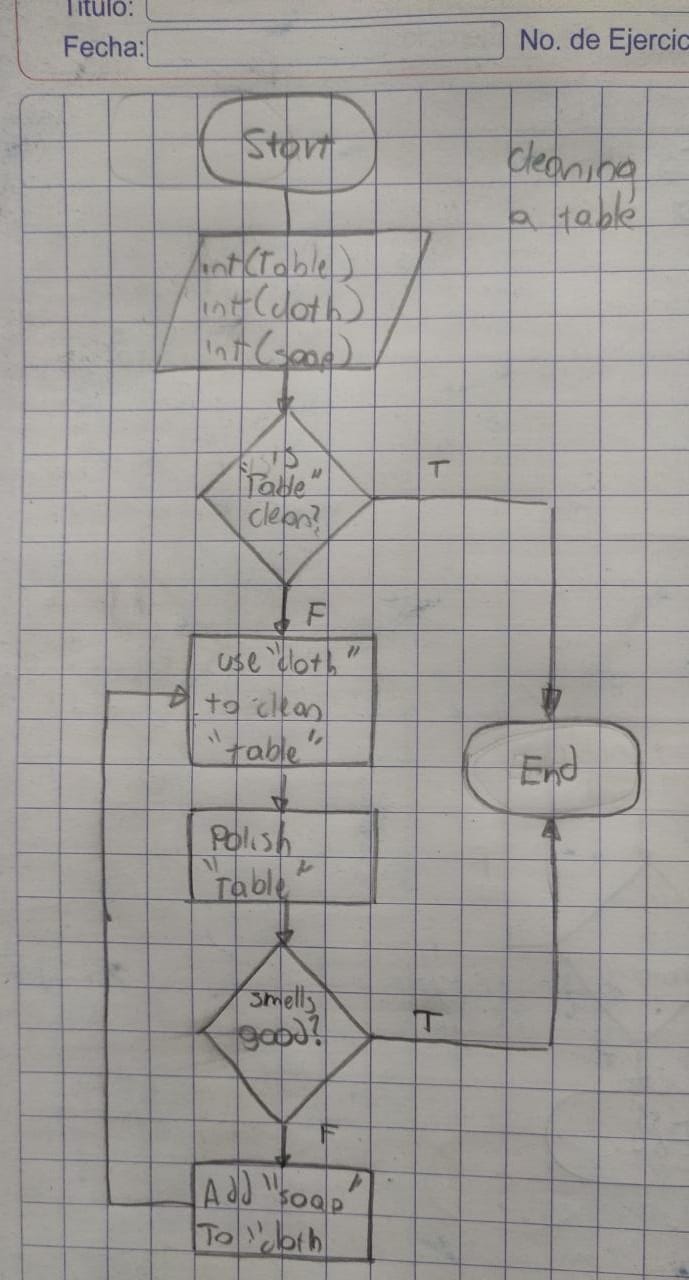 Titulo:
Fecha:
No. de Ejercic
Start
cleaning
a table
int(Table)
int(cloth)
int(soap)
"is
Table"
clean?
T
F
use "cloth"
to clean
"table"
End
Polish
"Table"
smells
good?
T
F
Add "soap"
To "cloth